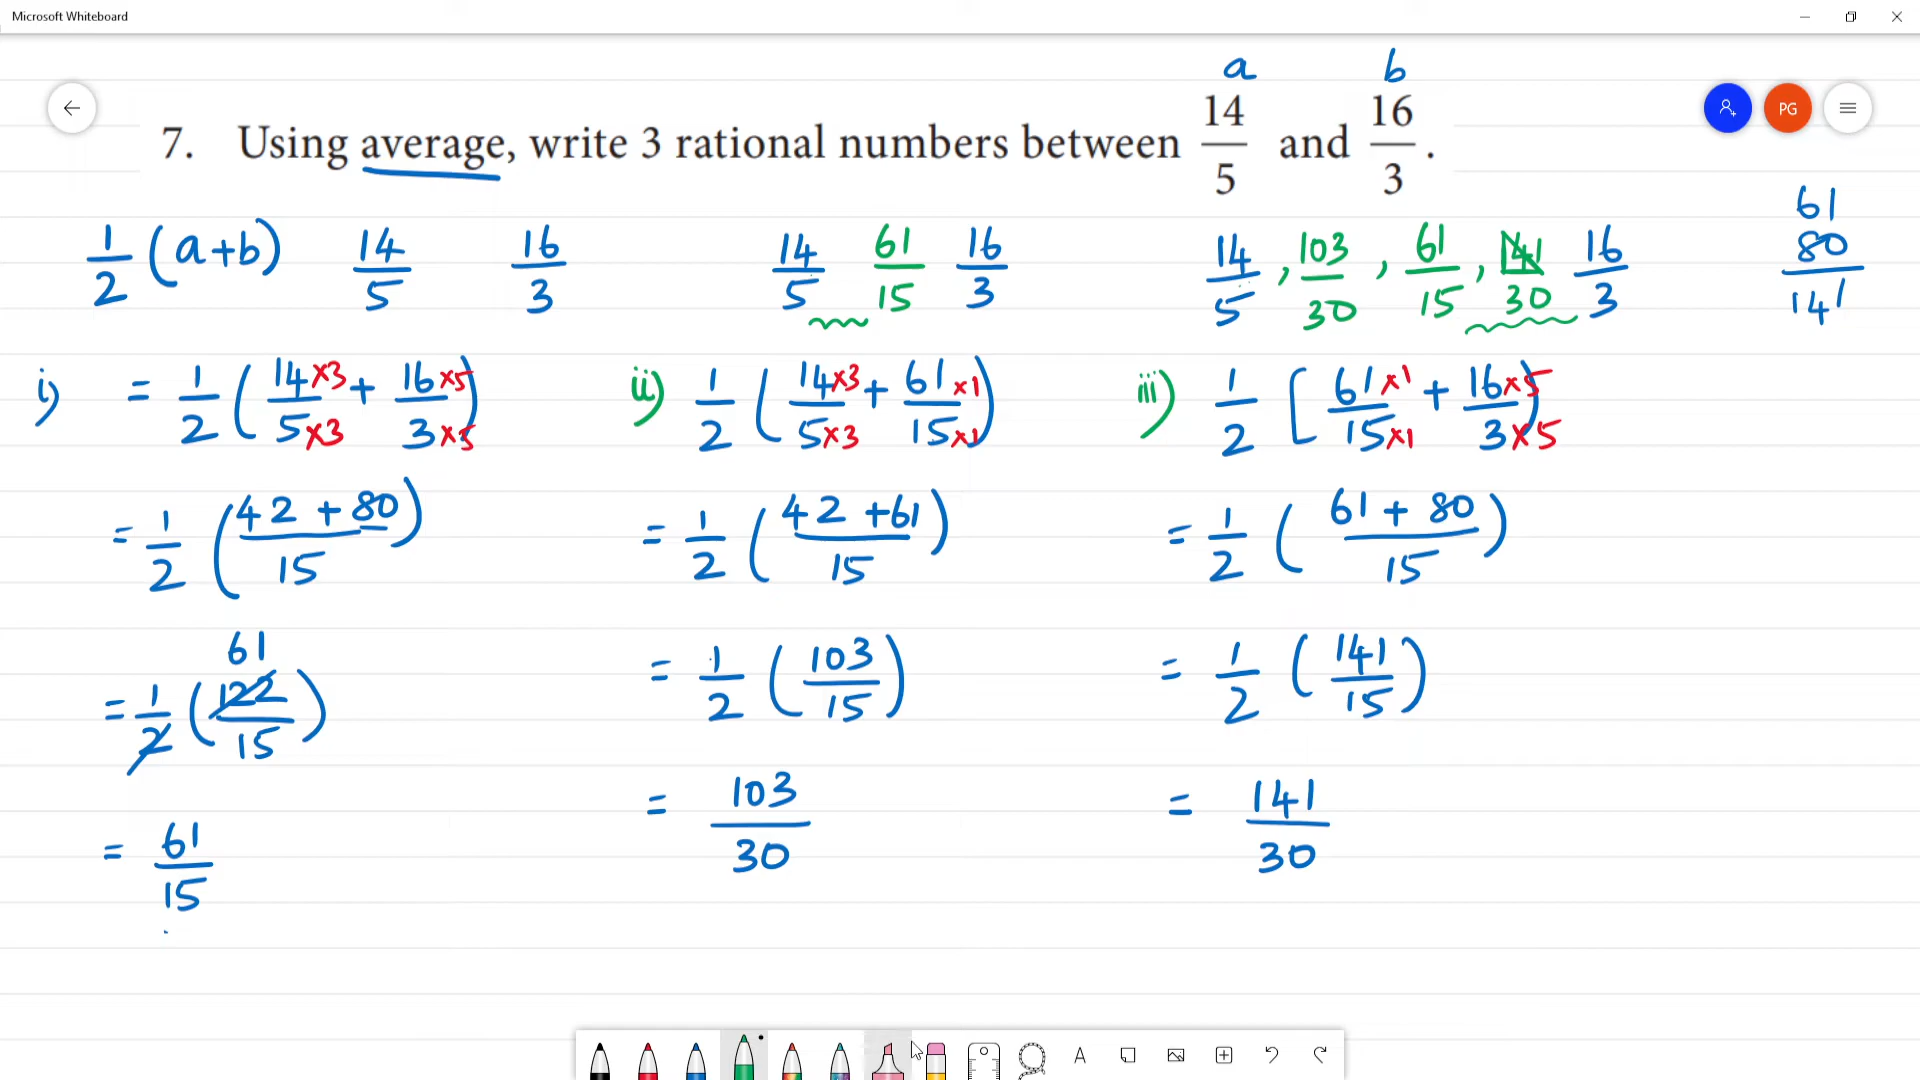 Microsoft Whiteboard
a b
7. Using average, write 3 rational numbers between 14/5 and 16/3.
PG
1/2 (a+b) 14/5 16/3
14/5 61/15 16/3
14/5, 103/30, 61/15, 141/30 16/3
61
80
141
i) = 1/2 (14×3/5×3 + 16×5/3×5)
= 1/2 (42 + 80/15)
61
= 1/2 (122/15)
= 61/15
ii) 1/2 (14×3/5×3 + 61×1/15×1)
= 1/2 (42 + 61/15)
= 1/2 (103/15)
= 103/30
iii) 1/2 [61×1/15×1 + 16×5/3×5)
= 1/2 (61 + 80/15)
= 1/2 (141/15)
= 141/30
A